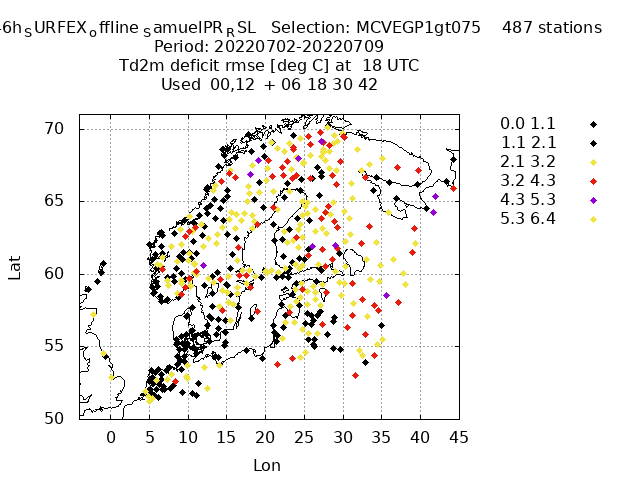 46h SURFEX offline SamuelPR RSL Selection: MCVEGP1gt075 487 stations
Period: 20220702-20220709
Td2m deficit rmse [deg C] at 18 UTC
Used 00,12 + 06 18 30 42
70
65
60
55
50
Lat
0 5 10 15 20 25 30 35 40 45
Lon
0.0 1.1
1.1 2.1
2.1 3.2
3.2 4.3
4.3 5.3
5.3 6.4